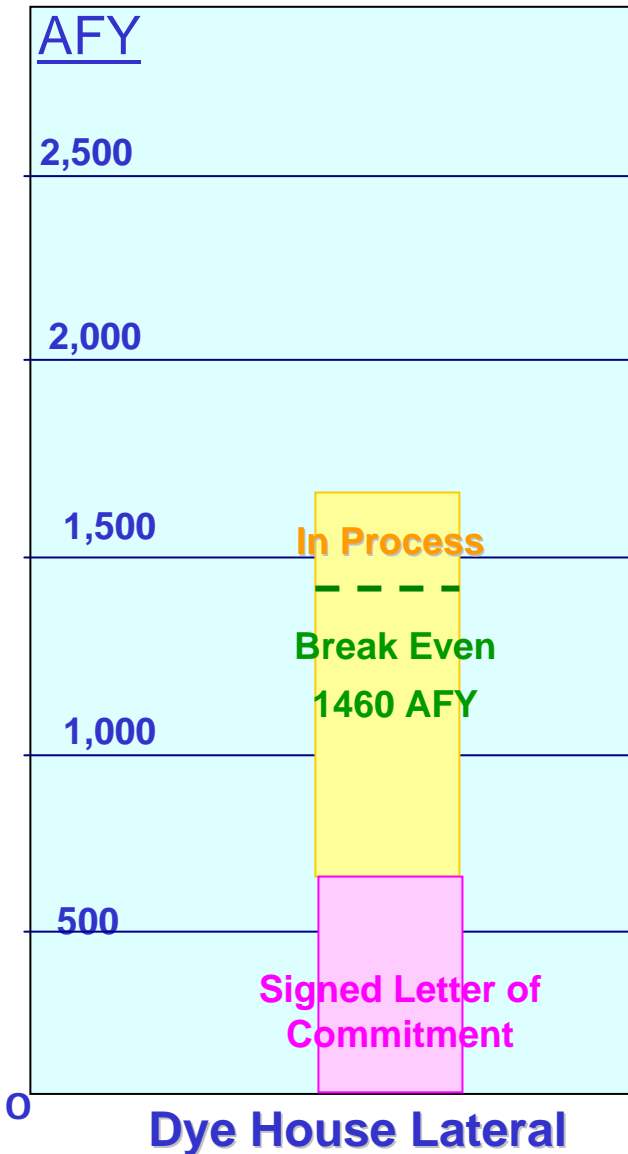 AFY
2,500
2,000
1,500
In Process
Break Even
1460 AFY
1,000
500
Signed Letter of
Commitment
0
Dye House Lateral